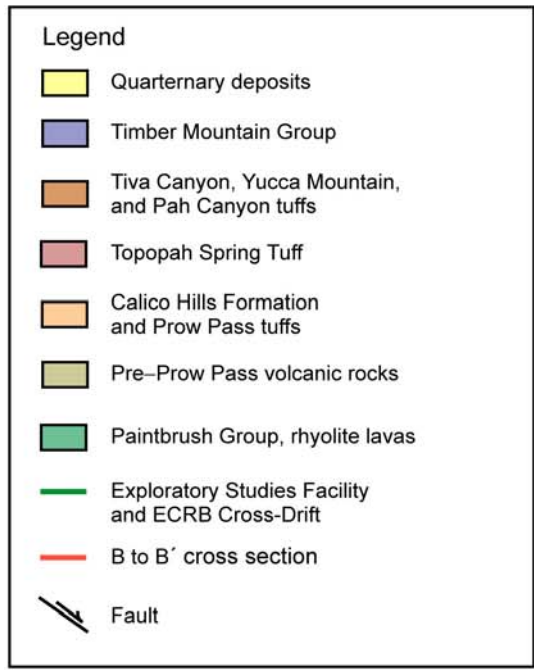 Legend
Quarternary deposits
Timber Mountain Group
Tiva Canyon, Yucca Mountain,
and Pah Canyon tuffs
Topopah Spring Tuff
Calico Hills Formation
and Prow Pass tuffs
Pre–Prow Pass volcanic rocks
Paintbrush Group, rhyolite lavas
Exploratory Studies Facility
and ECRB Cross-Drift
B to B´ cross section
Fault